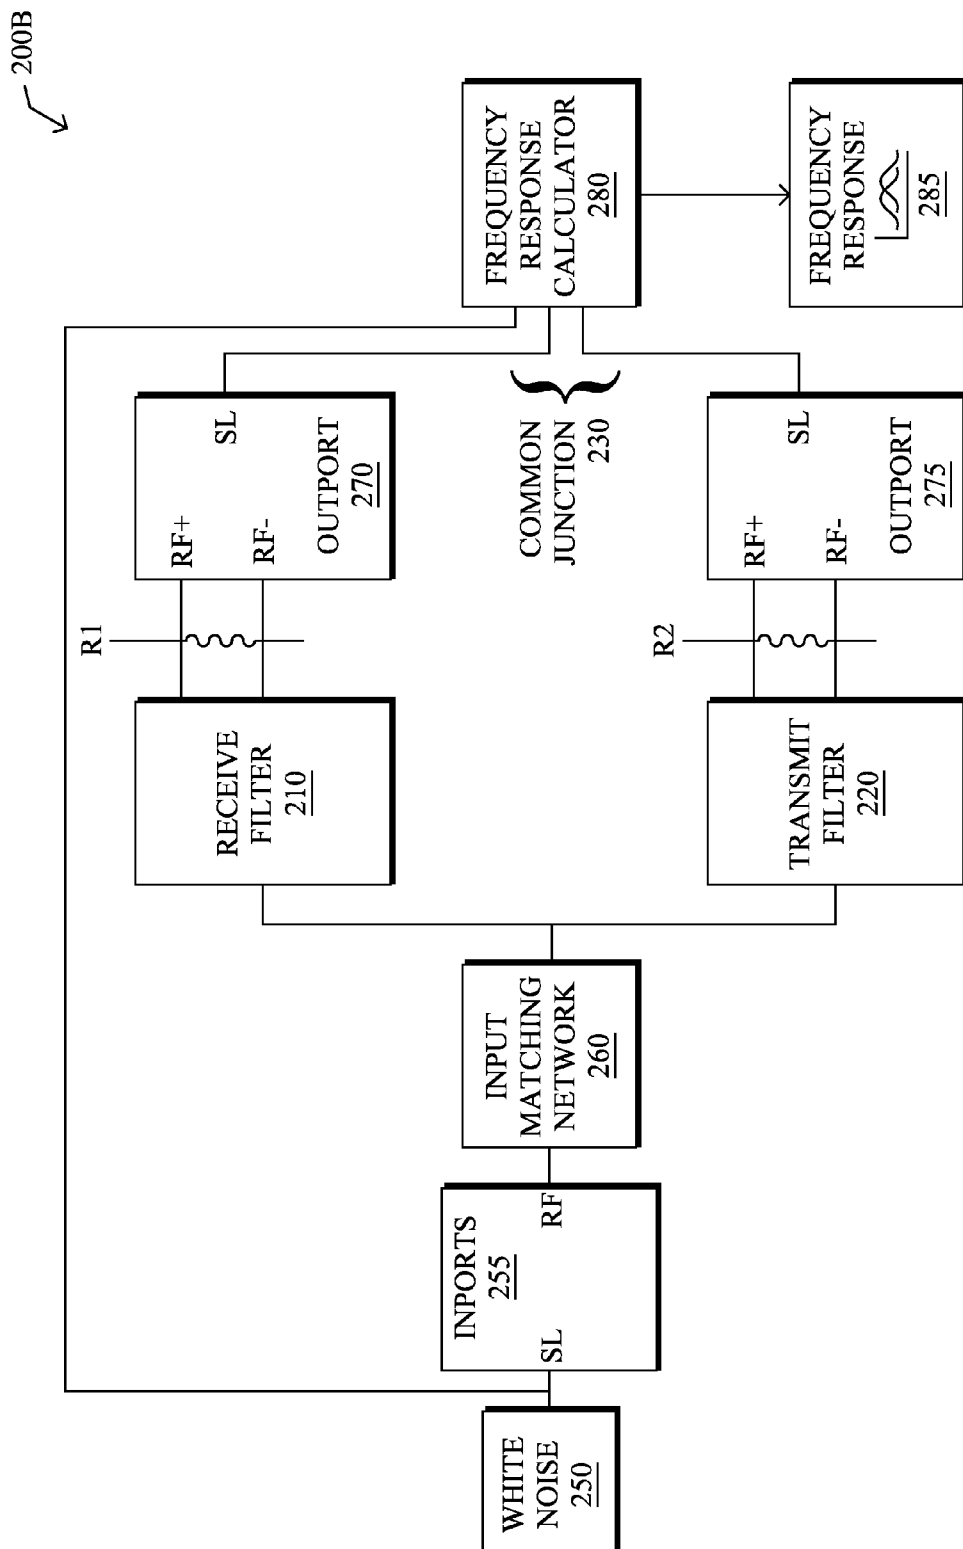 200B
WHITE
NOISE
250
INPORTS
255
SL
RF
INPUT
MATCHING
NETWORK
260
RECEIVE
FILTER
210
R1
RF+
RF-
SL
OUTPORT
270
TRANSMIT
FILTER
220
R2
RF+
RF-
SL
OUTPORT
275
COMMON
JUNCTION
230
FREQUENCY
RESPONSE
CALCULATOR
280
FREQUENCY
RESPONSE
285